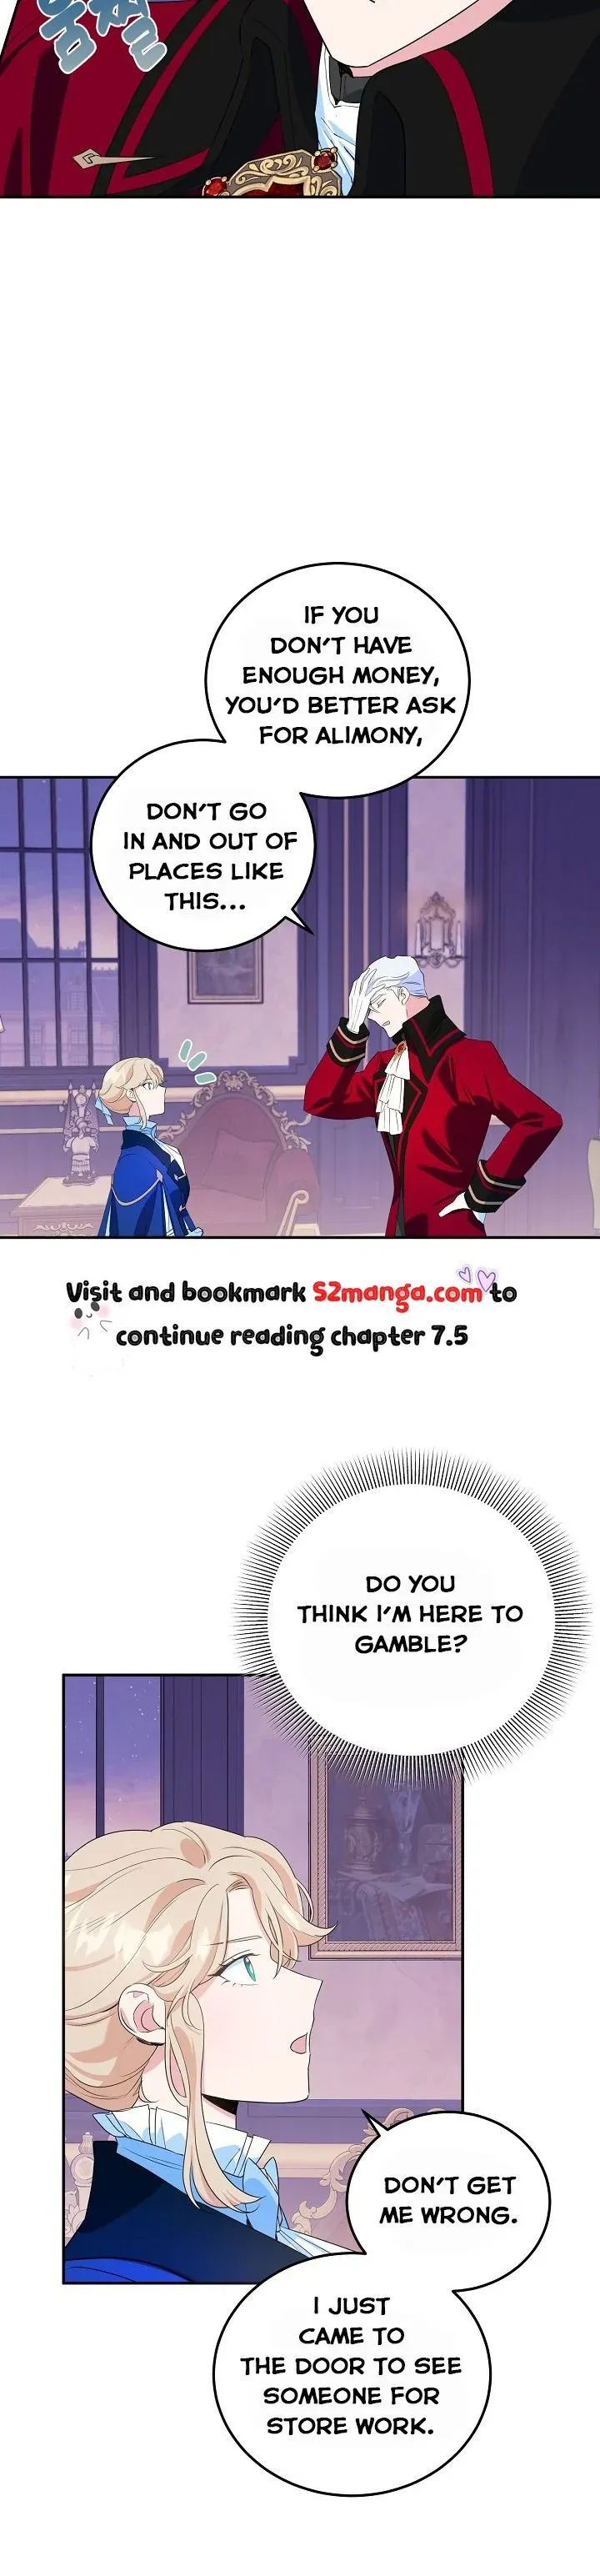 움찔
IF YOU
DON'T HAVE
ENOUGH MONEY,
YOU'D BETTER ASK
FOR ALIMONY,
DON'T GO
IN AND OUT OF
PLACES LIKE
THIS...
Visit and bookmark S2manga.com to
continue reading chapter 7.5
DO YOU
THINK I'M HERE TO
GAMBLE?
DON'T GET
ME WRONG.
I JUST
CAME TO
THE DOOR TO SEE
SOMEONE FOR
STORE WORK.